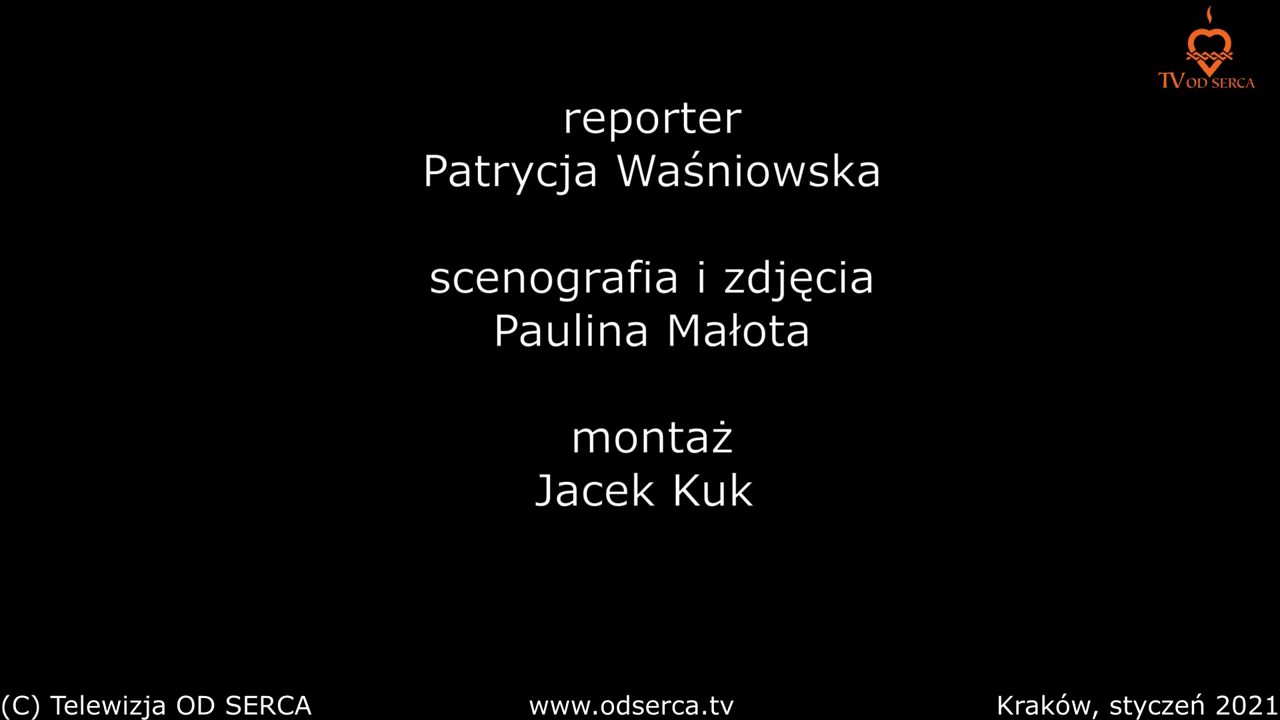 TV OD SERCA
reporter
Patrycja Waśniowska
scenografia i zdjęcia
Paulina Małota
montaż
Jacek Kuk
(C) Telewizja OD SERCA
www.odserca.tv
Kraków, styczeń 2021